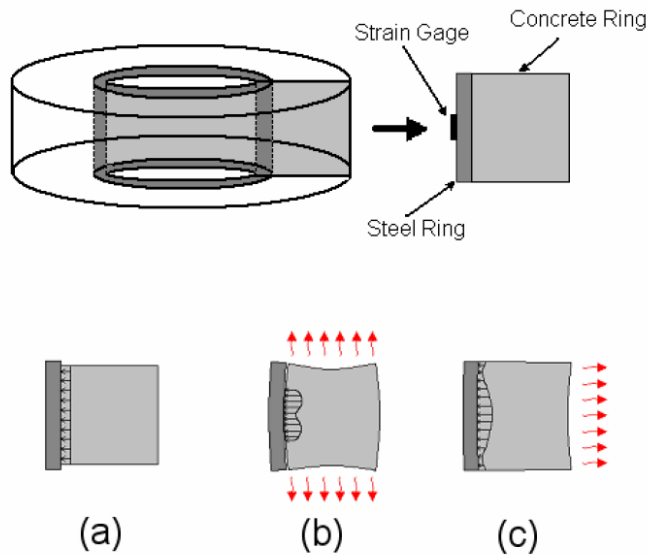 Concrete Ring
Strain Gage
Steel Ring
(a)
(b)
(c)